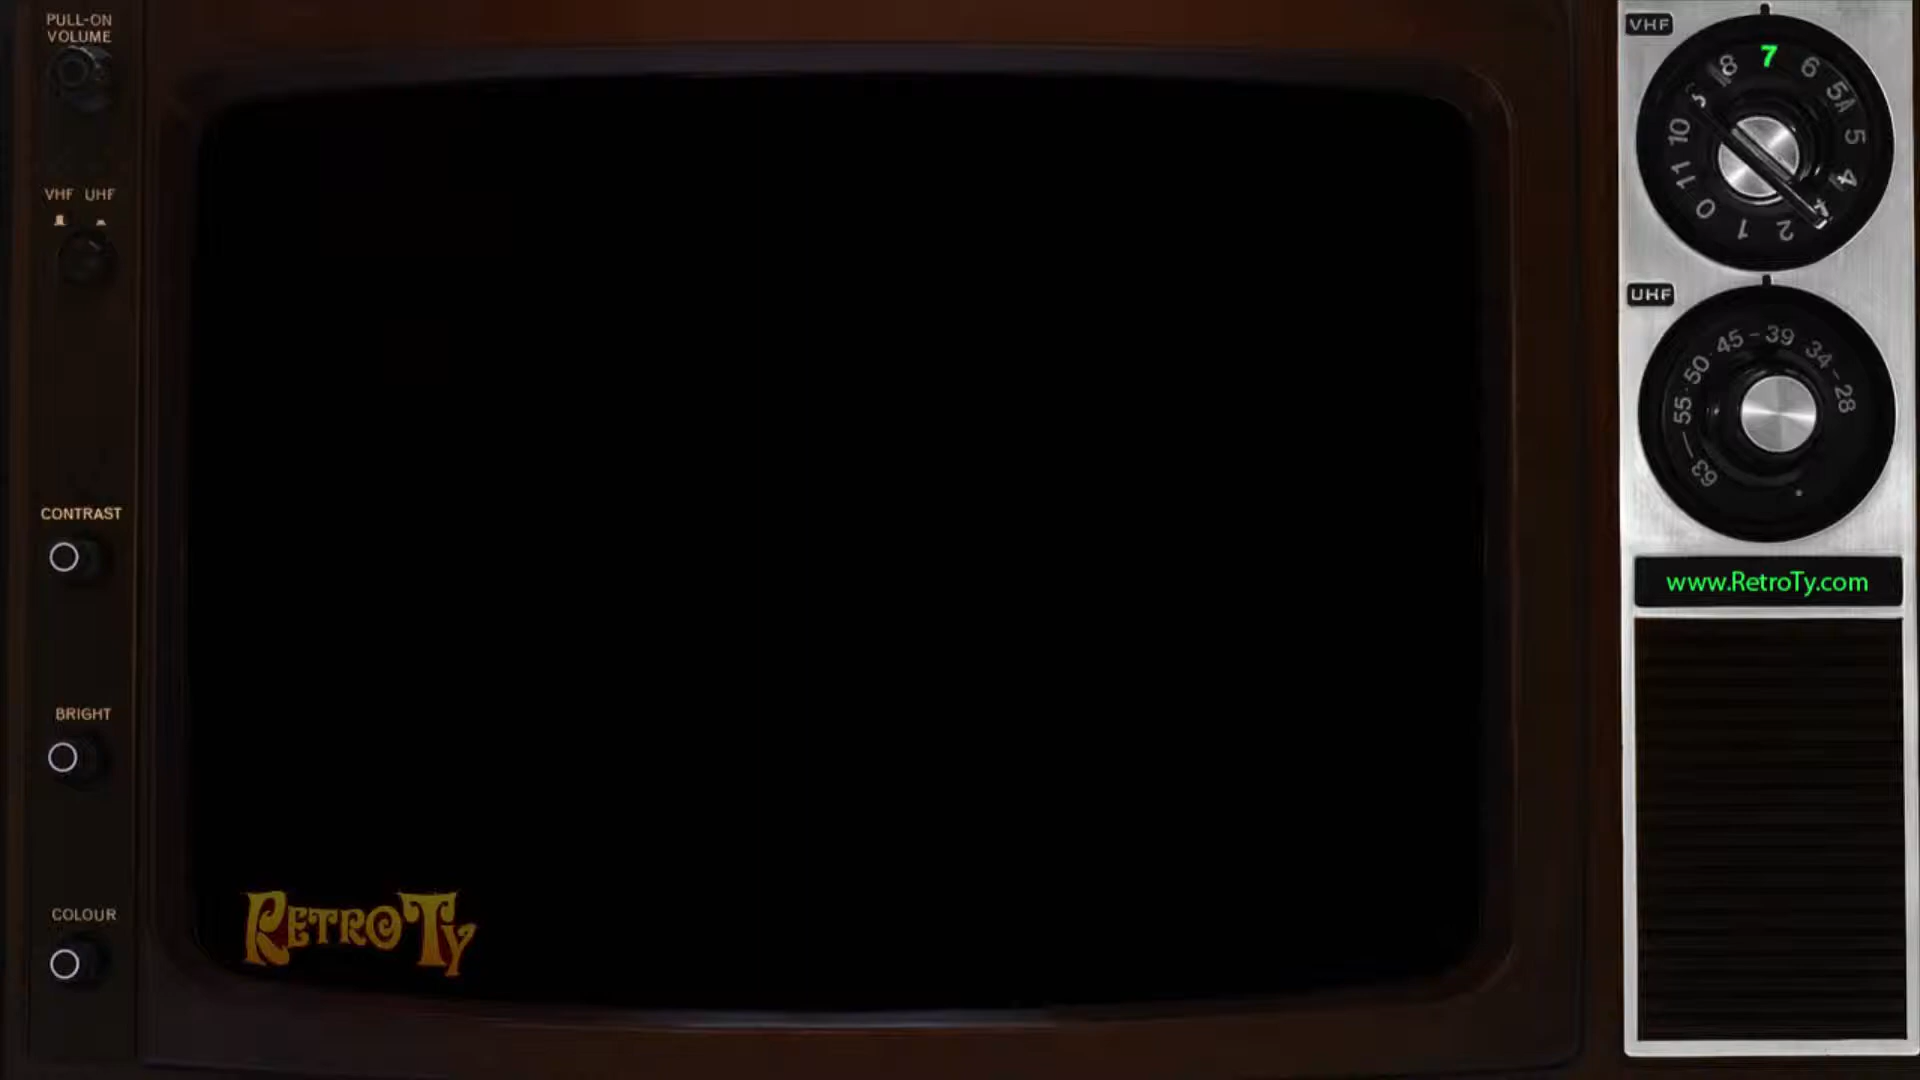 PULL-ON
VOLUME
VHF UHF
CONTRAST
BRIGHT
COLOUR
RETROTY
VHF
7
6
5A
5
4
2
1
0
11
10
8
UHF
63
55
50
45
39
34
28
www.RetroTy.com